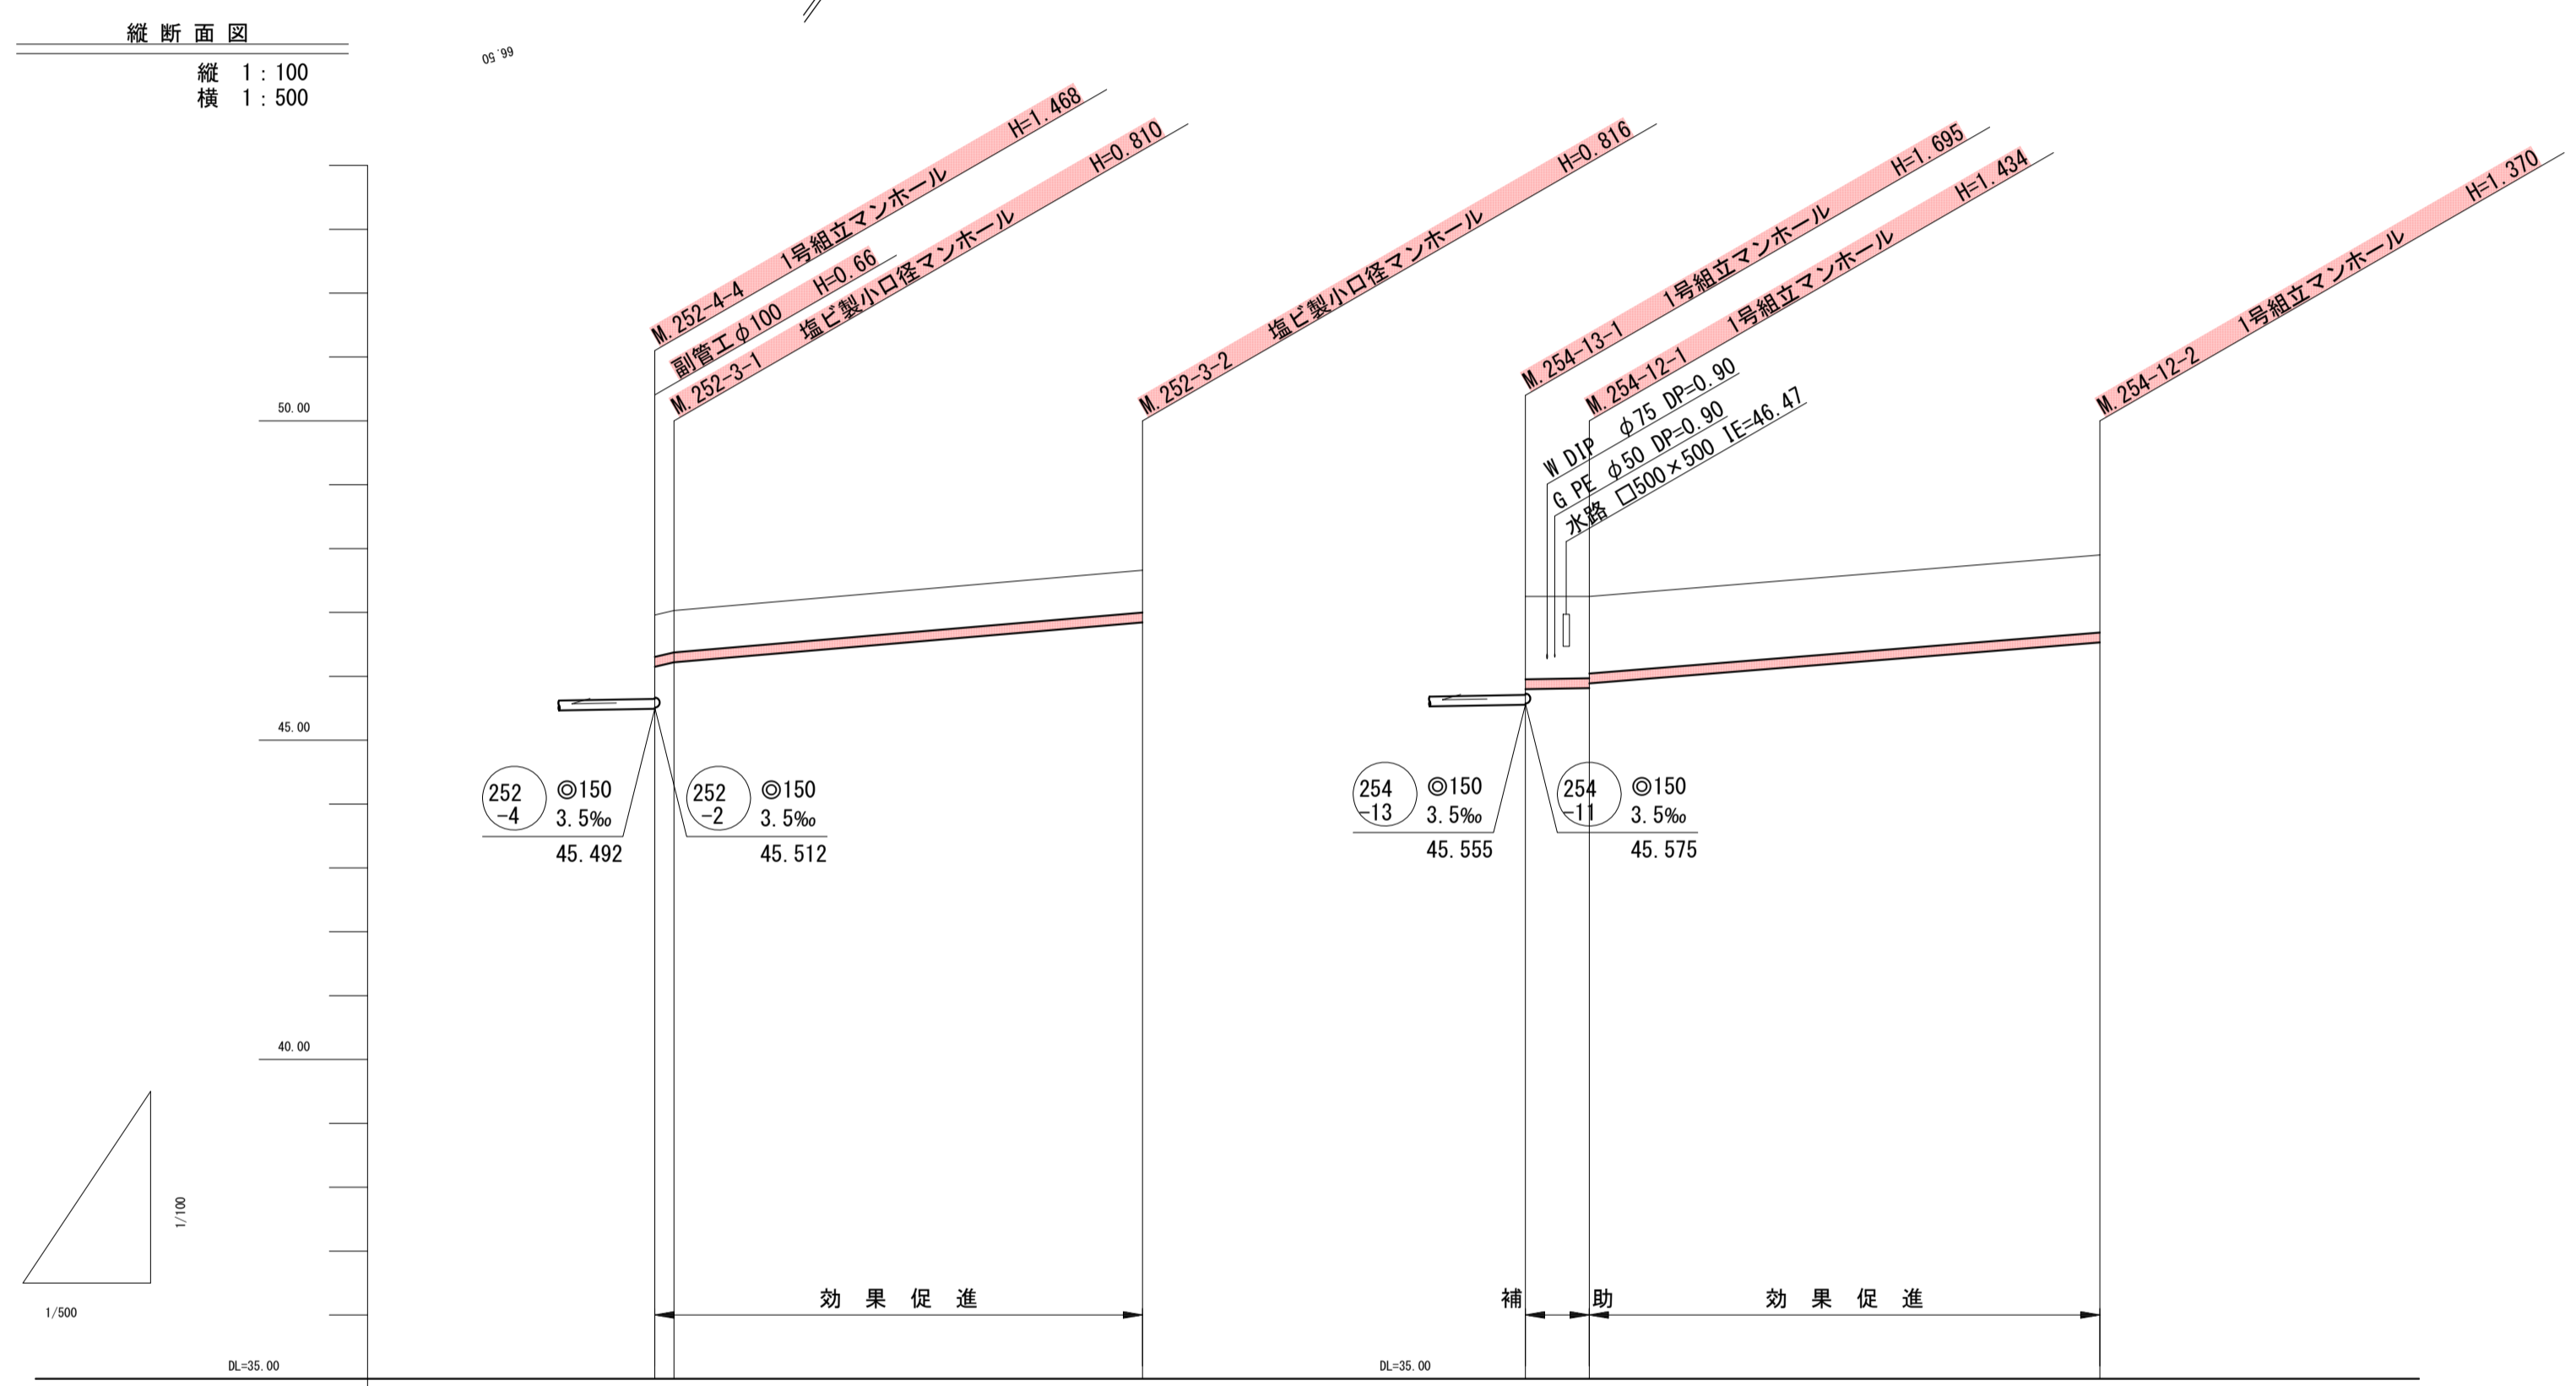 縦断面図
縦 1:100
横 1:500
66.50
M.252-4-4 1号組立マンホール H=1.468
副管工φ100 H=0.66
M.252-3-1 塩ビ製小口径マンホール H=0.810
M.252-3-2 塩ビ製小口径マンホール H=0.816
M.254-13-1 1号組立マンホール H=1.695
M.254-12-1 1号組立マンホール H=1.434
W DIP φ75 DP=0.90
G PE φ50 DP=0.90
水路 □500×500 IE=46.47
M.254-12-2 1号組立マンホール H=1.370
50.00
45.00
40.00
252
-4
◎150
3.5‰
45.492
252
-2
◎150
3.5‰
45.512
254
-13
◎150
3.5‰
45.555
254
-11
◎150
3.5‰
45.575
1/100
1/500
効果促進
補助
効果促進
DL=35.00
DL=35.00